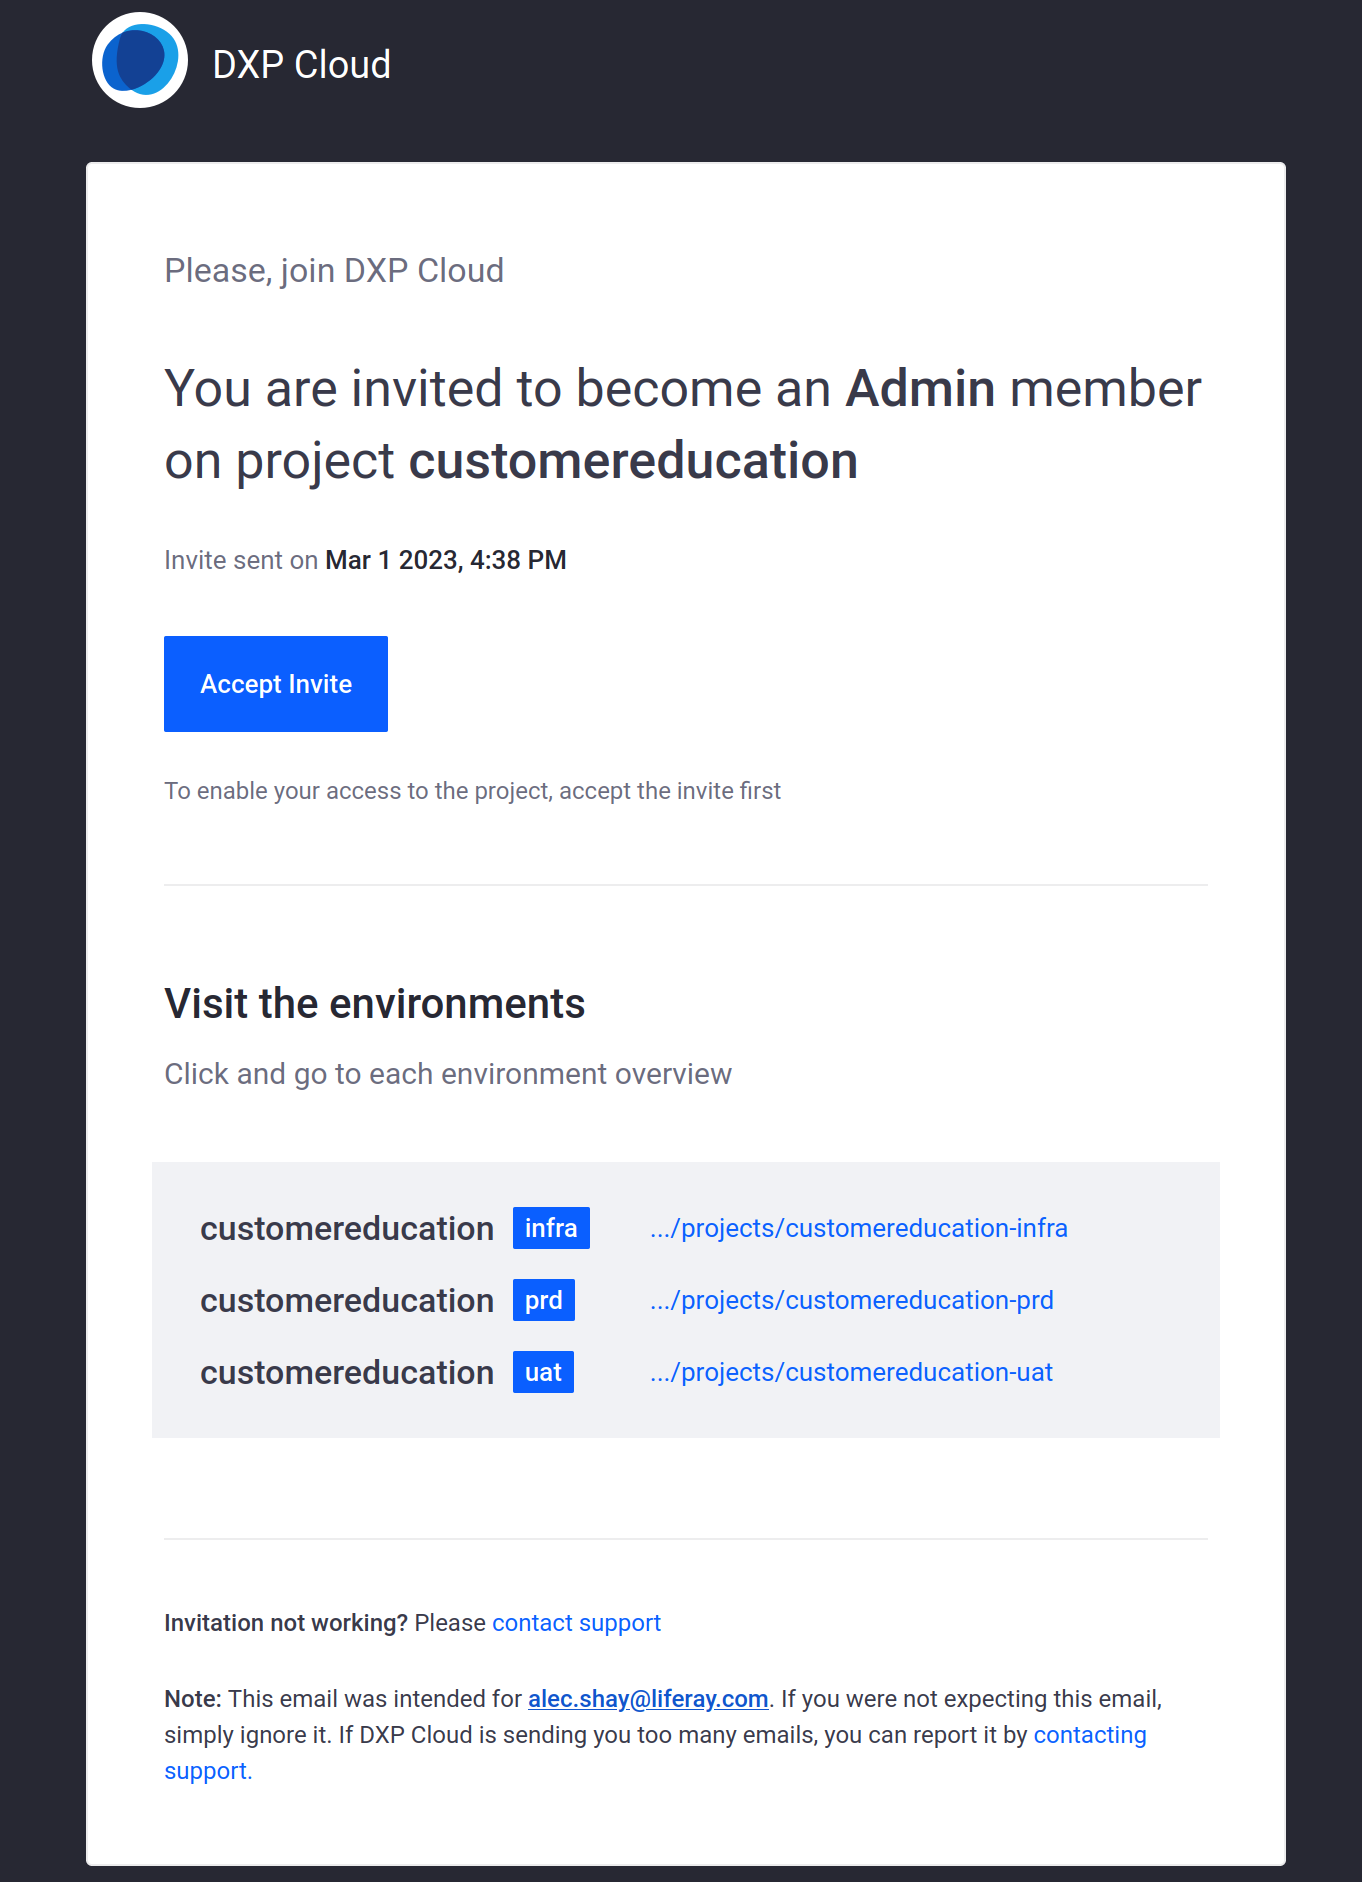 DXP Cloud
Please, join DXP Cloud
You are invited to become an Admin member
on project customereducation
Invite sent on Mar 1 2023, 4:38 PM
Accept Invite
To enable your access to the project, accept the invite first
Visit the environments
Click and go to each environment overview
customereducation infra .../projects/customereducation-infra
customereducation prd .../projects/customereducation-prd
customereducation uat .../projects/customereducation-uat
Invitation not working? Please contact support
Note: This email was intended for alec.shay@liferay.com. If you were not expecting this email,
simply ignore it. If DXP Cloud is sending you too many emails, you can report it by contacting
support.